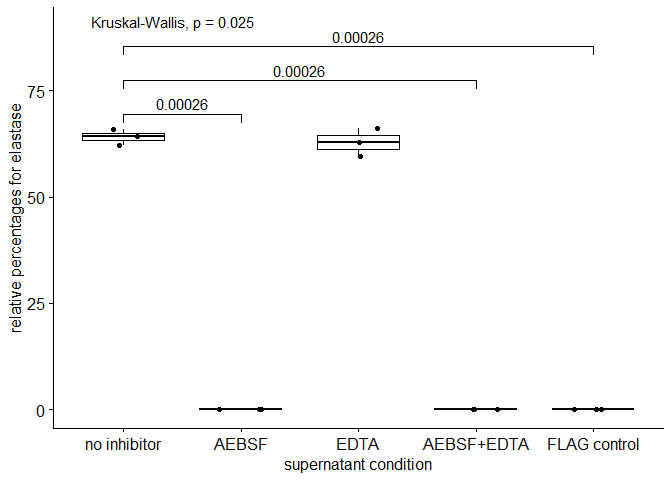 Kruskal-Wallis, p = 0.025
0.00026
0.00026
0.00026
relative percentages for elastase
75
50
25
0
no inhibitor AEBSF EDTA AEBSF+EDTA FLAG control
supernatant condition